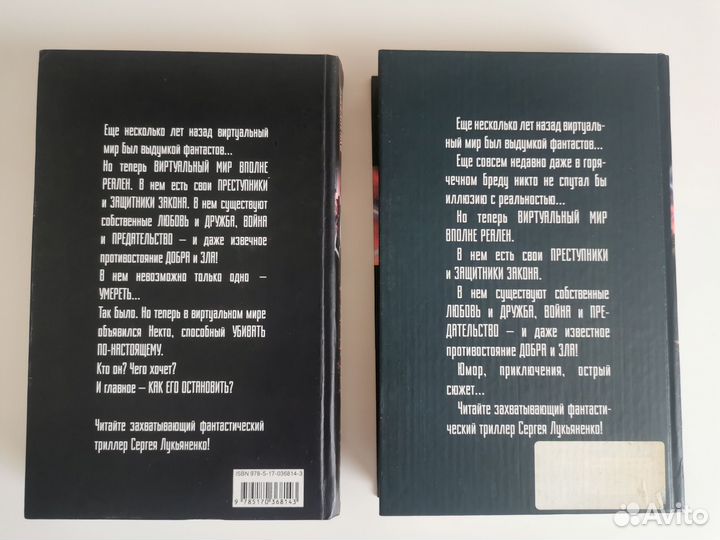 Еще несколько лет назад виртуальный
мир был выдумкой фантастов...
Но теперь ВИРТУАЛЬНЫЙ МИР ВПОЛНЕ
РЕАЛЕН. В нем есть свои ПРЕСТУПНИКИ
и ЗАЩИТНИКИ ЗАКОНА. В нем существуют
собственные ЛЮБОВЬ и ДРУЖБА, ВОЙНА
и ПРЕДАТЕЛЬСТВО – и даже извечное
противостояние ДОБРА и ЗЛА!
В нем невозможно только одно –
УМЕРЕТЬ...
Так было. Но теперь в виртуальном мире
объявился Некто, способный УБИВАТЬ
ПО-НАСТОЯЩЕМУ.
Кто он? Чего хочет?
И главное – КАК ЕГО ОСТАНОВИТЬ?
Читайте захватывающий фантастический
триллер Сергея Лукьяненко!
ISBN 978-5-17-036814-3
9 785170 368143
Еще несколько лет назад виртуаль-
ный мир был выдумкой фантастов...
Еще совсем недавно даже в горя-
чечном бреду никто не спутал бы
иллюзию с реальностью...
Но теперь ВИРТУАЛЬНЫЙ МИР
ВПОЛНЕ РЕАЛЕН.
В нем есть свои ПРЕСТУПНИКИ
и ЗАЩИТНИКИ ЗАКОНА.
В нем существуют собственные
ЛЮБОВЬ и ДРУЖБА, ВОЙНА и ПРЕ-
ДАТЕЛЬСТВО – и даже известное
противостояние ДОБРА и ЗЛА!
Юмор, приключения, острый
сюжет...
Читайте захватывающий фантасти-
ческий триллер Сергея Лукьяненко!
Avito